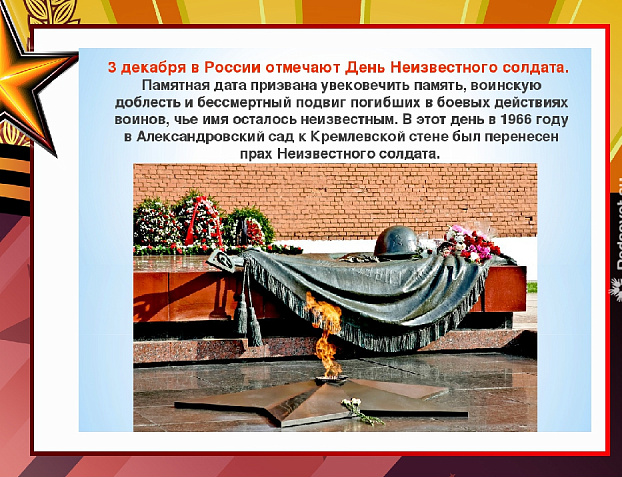 3 декабря в России отмечают День Неизвестного солдата.
Памятная дата призвана увековечить память, воинскую
доблесть и бессмертный подвиг погибших в боевых действиях
воинов, чье имя осталось неизвестным. В этот день в 1966 году
в Александровский сад к Кремлевской стене был перенесен
прах Неизвестного солдата.